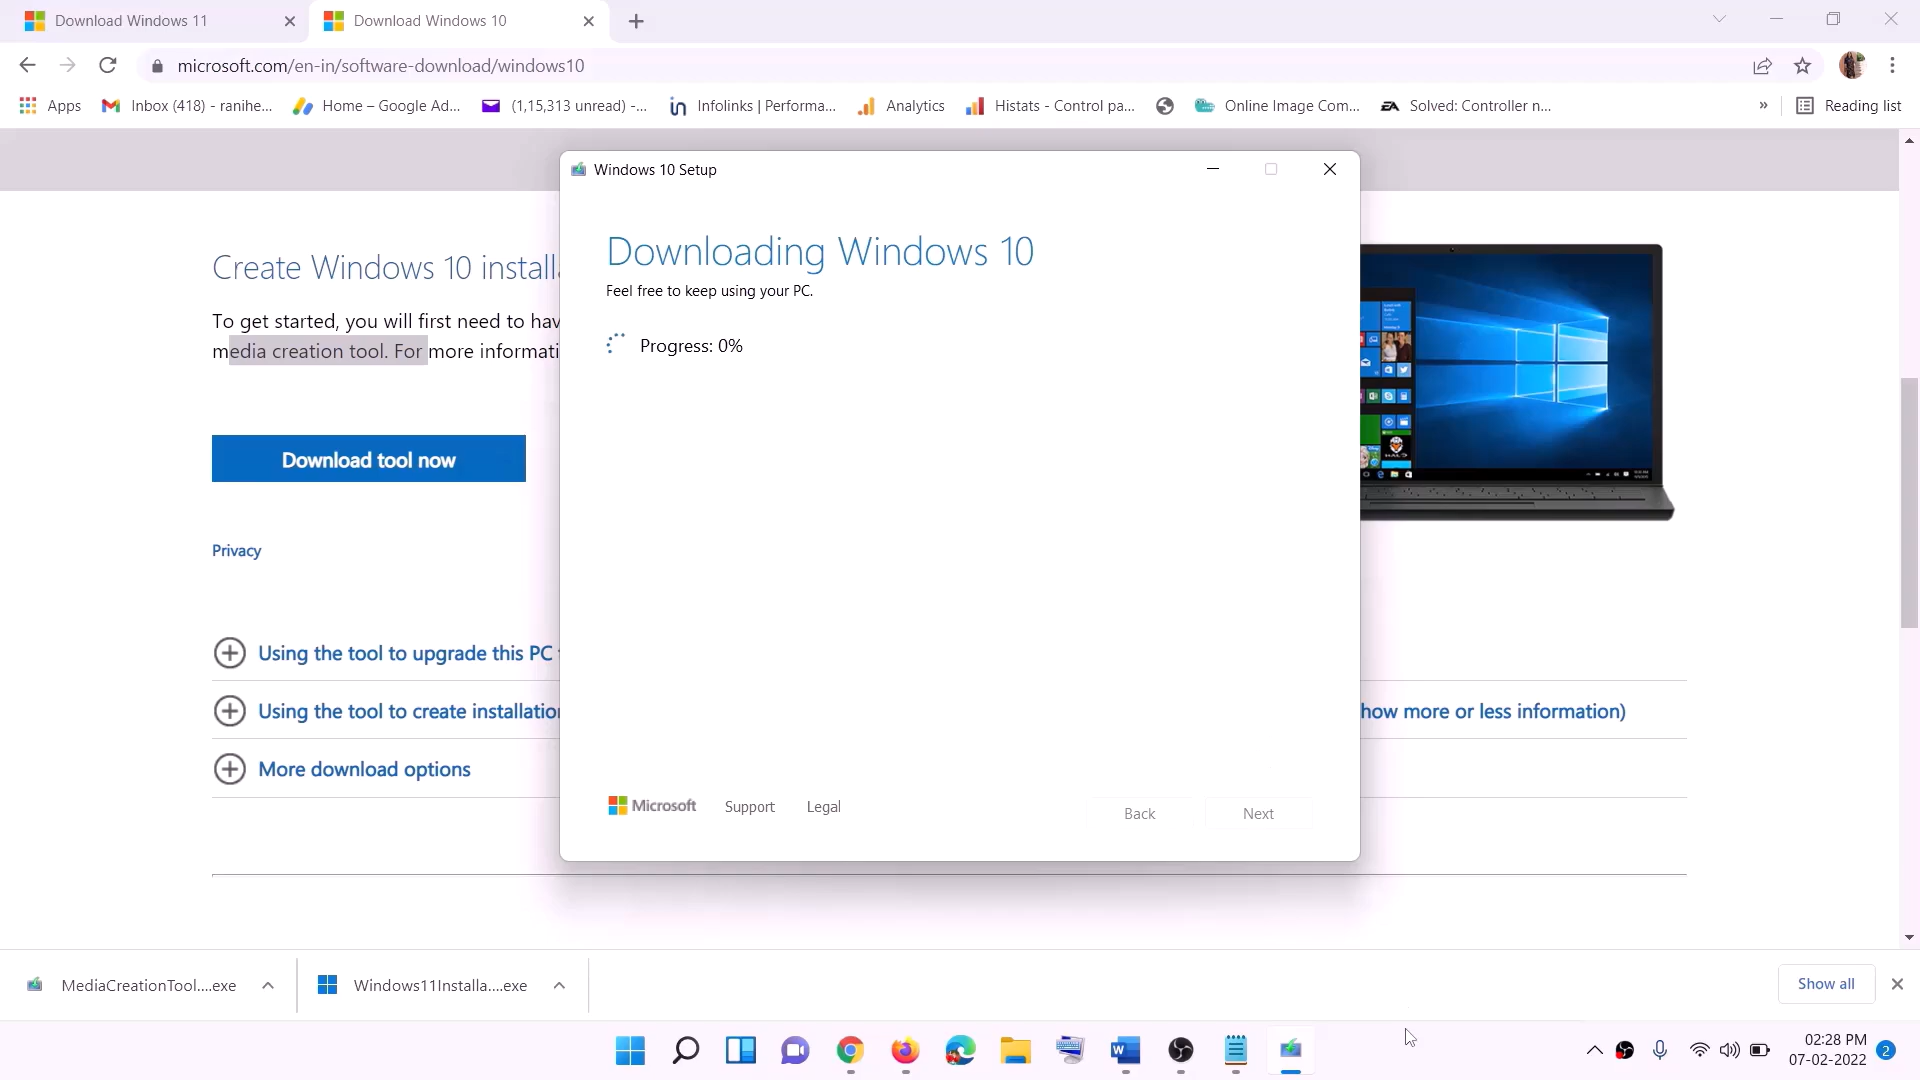 Download Windows 11
Download Windows 10
microsoft.com/en-in/software-download/windows10
Apps
Inbox (418) - ranihe...
Home – Google Ad...
(1,15,313 unread) -...
Infolinks | Performa...
Analytics
Histats - Control pa...
Online Image Com...
Solved: Controller n...
»
Reading list
Windows 10 Setup
Downloading Windows 10
Feel free to keep using your PC.
Progress: 0%
Create Windows 10 install
To get started, you will first need to hav
media creation tool. For more informati
Download tool now
Privacy
Using the tool to upgrade this PC
Using the tool to create installation
how more or less information)
More download options
Microsoft
Support
Legal
Back
Next
MediaCreationTool....exe
Windows11Installa....exe
Show all
02:28 PM
07-02-2022
2